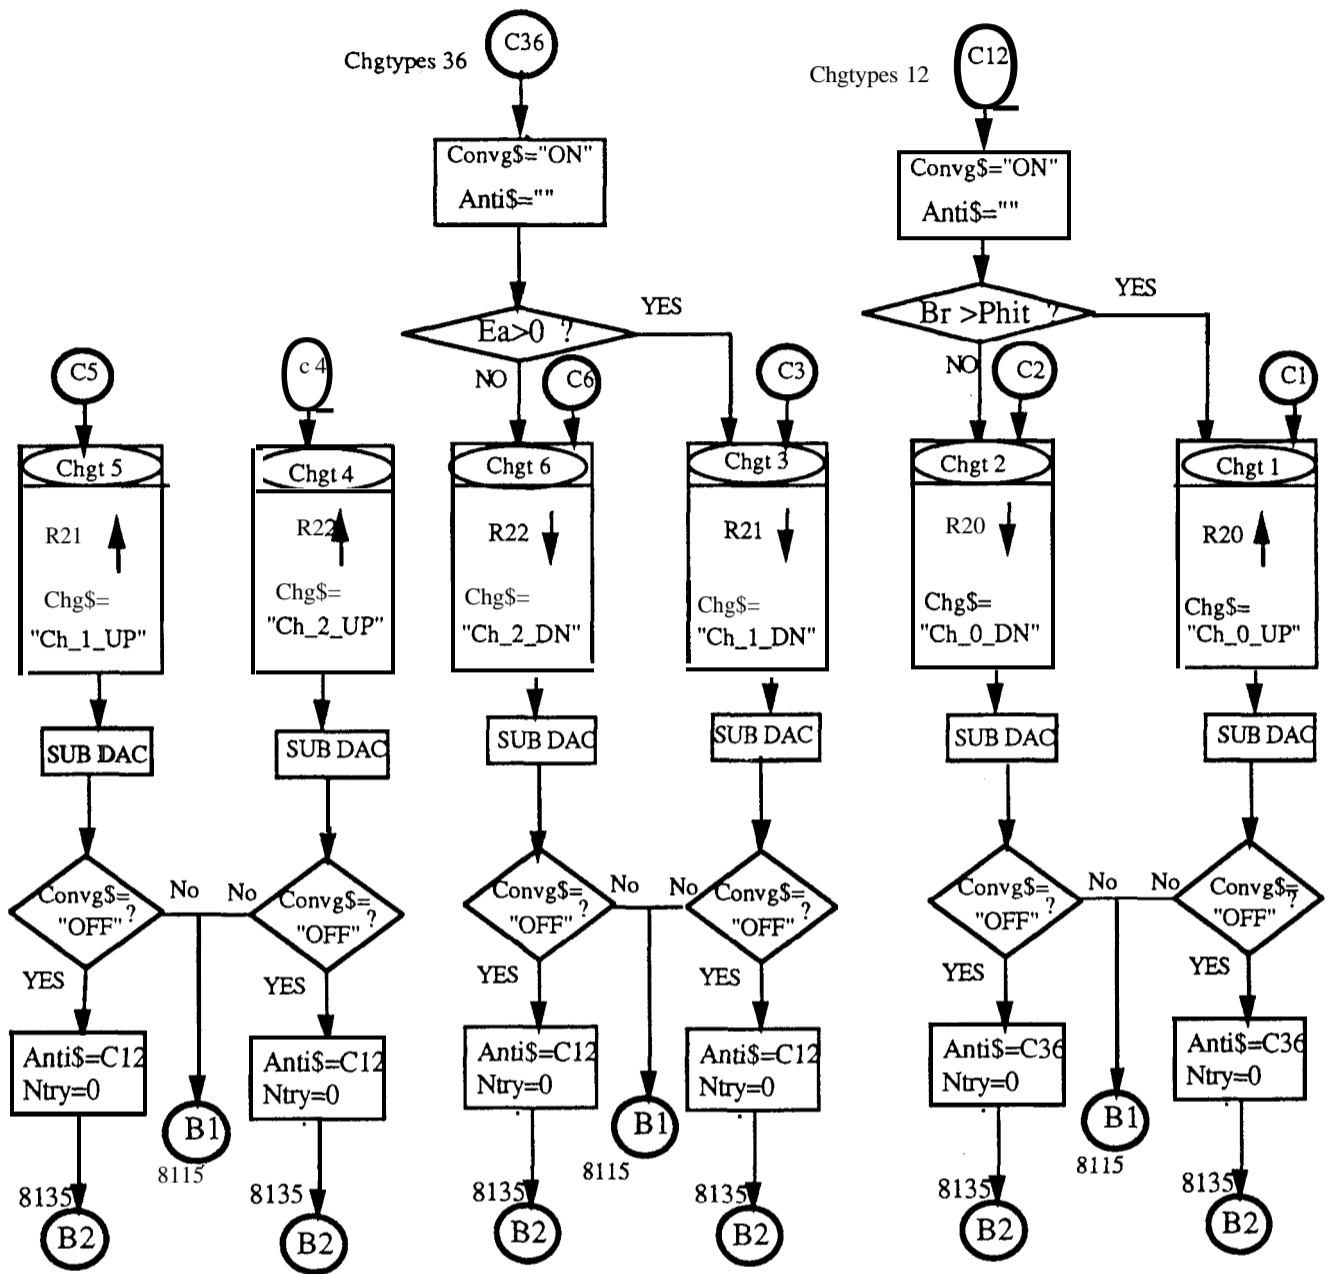 C36
Chgtypes 36
C12
Chgtypes 12
Convg$="ON"
Anti$=""
Convg$="ON"
Anti$=""
YES
YES
Ea>0 ?
Br >Phit ?
NO
NO
C5
c 4
C6
C3
C2
C1
Chgt 5
Chgt 4
Chgt 6
Chgt 3
Chgt 2
Chgt 1
R21
R22
R22
R21
R20
R20
Chg$=
"Ch_1_UP"
Chg$=
"Ch_2_UP"
Chg$=
"Ch_2_DN"
Chg$=
"Ch_1_DN"
Chg$=
"Ch_0_DN"
Chg$=
"Ch_0_UP"
SUB DAC
SUB DAC
SUB DAC
SUB DAC
SUB DAC
SUB DAC
Convg$=
"OFF" ?
No
No
Convg$=
"OFF" ?
Convg$=
"OFF" ?
No
No
Convg$=
"OFF" ?
Convg$=
"OFF" ?
No
No
Convg$=
"OFF" ?
YES
YES
YES
YES
YES
YES
Anti$=C12
Ntry=0
Anti$=C12
Ntry=0
Anti$=C12
Ntry=0
Anti$=C12
Ntry=0
Anti$=C36
Ntry=0
Anti$=C36
Ntry=0
B1
8115
B1
8115
B1
8115
8135
8135
8135
8135
8135
8135
B2
B2
B2
B2
B2
B2